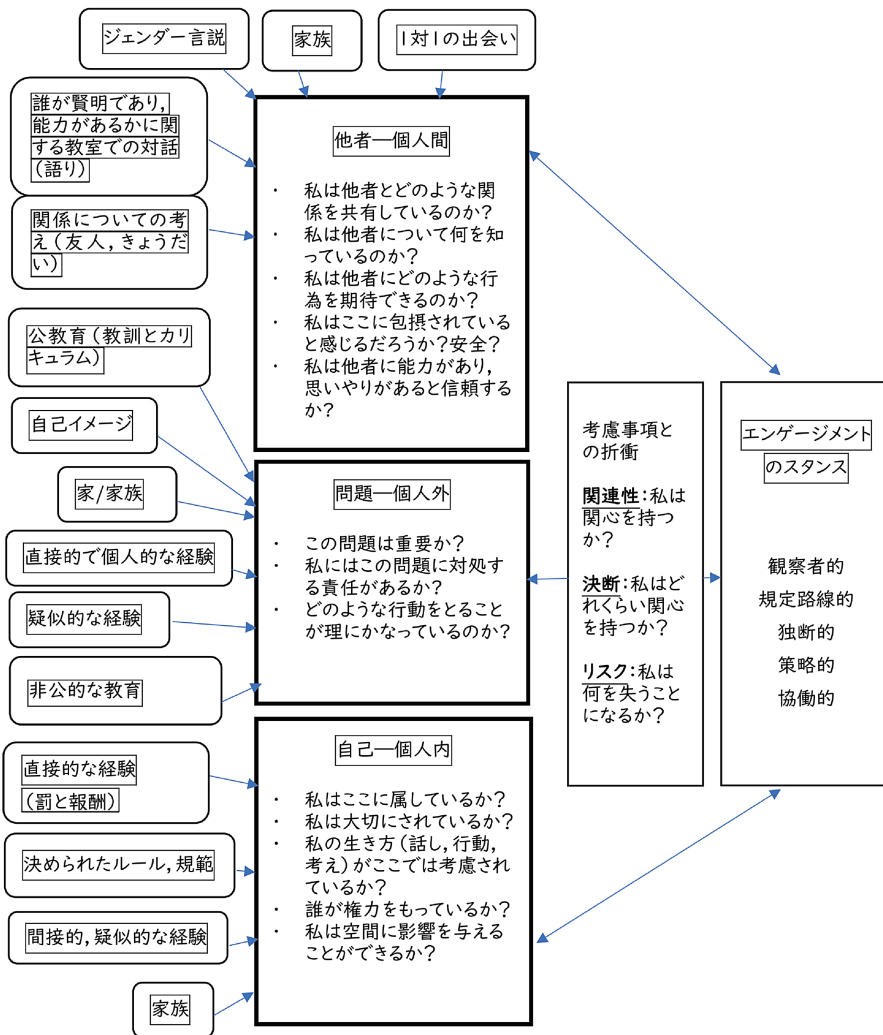 ジェンダー言説
家族
1対1の出会い
誰が賢明であり,
能力があるかに関
する教室での対話
(語り)
関係についての考
え(友人,きょうだ
い)
他者―個人間
・ 私は他者とどのような関
係を共有しているのか?
・ 私は他者について何を知
っているのか?
・ 私は他者にどのような行
為を期待できるのか?
・ 私はここに包摂されている
と感じるだろうか?安全?
・ 私は他者に能力があり,
思いやりがあると信頼する
か?
公教育(教訓とカリ
キュラム)
自己イメージ
家/家族
直接的で個人的な経験
疑似的な経験
非公的な教育
問題―個人外
・ この問題は重要か?
・ 私にはこの問題に対処す
る責任があるか?
・ どのような行動をとること
が理にかなっているのか?
直接的な経験
(罰と報酬)
決められたルール,規範
間接的,疑似的な経験
家族
自己―個人内
・ 私はここに属しているか?
・ 私は大切にされているか?
・ 私の生き方(話し,行動,
考え)がここでは考慮され
ているか?
・ 誰が権力をもっているか?
・ 私は空間に影響を与える
ことができるか?
考慮事項と
の折衝
関連性:私は
関心を持つ
か?
決断:私はど
れくらい関心
を持つか?
リスク:私は
何を失うこと
になるか?
エンゲージメント
のスタンス
観察者的
規定路線的
独断的
策略的
協働的